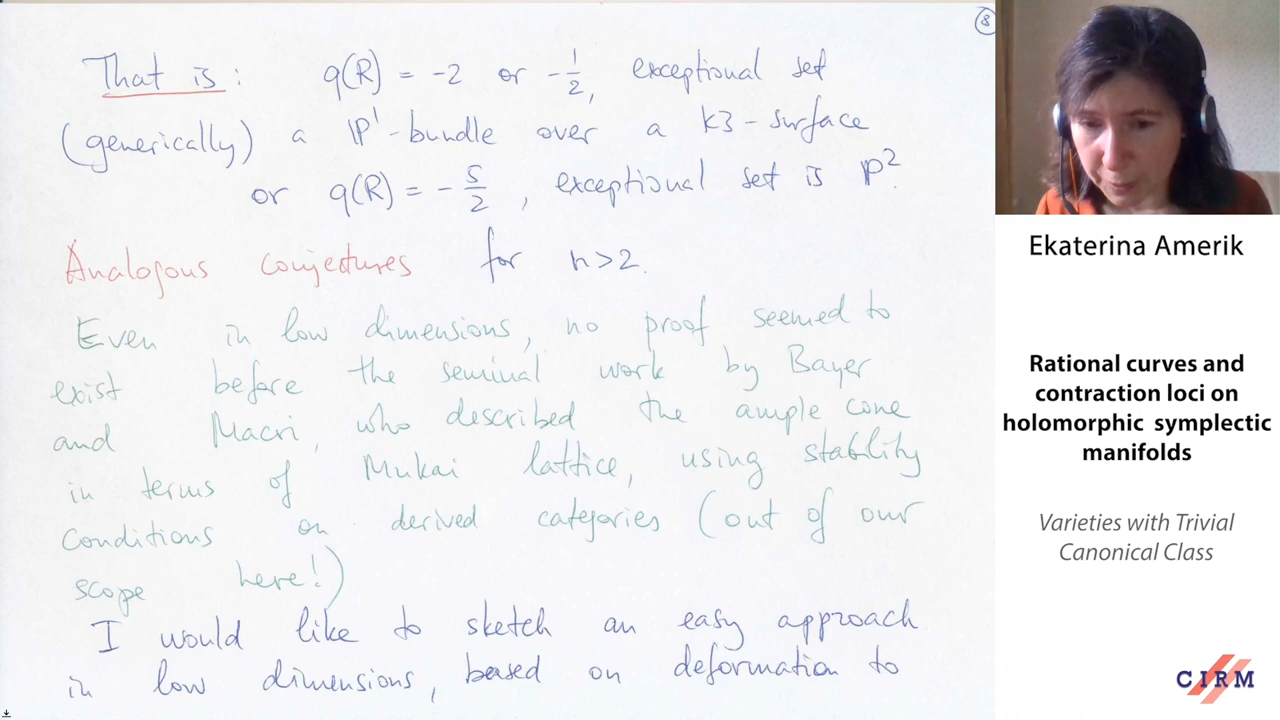 8
That is: q(R) = -2 or -1/2, exceptional set
(generically) a P¹-bundle over a K3-surface
or q(R) = -5/2, exceptional set is P².
Analogous conjectures for n>2.
Even in low dimensions, no proof seemed to
exist before the seminal work by Bayer
and Macrì, who described the ample cone
in terms of Mukai lattice, using stability
conditions on derived categories (out of our
scope here!)
I would like to sketch an easy approach
in low dimensions, based on deformation to
Ekaterina Amerik
Rational curves and
contraction loci on
holomorphic symplectic
manifolds
Varieties with Trivial
Canonical Class
CIRM